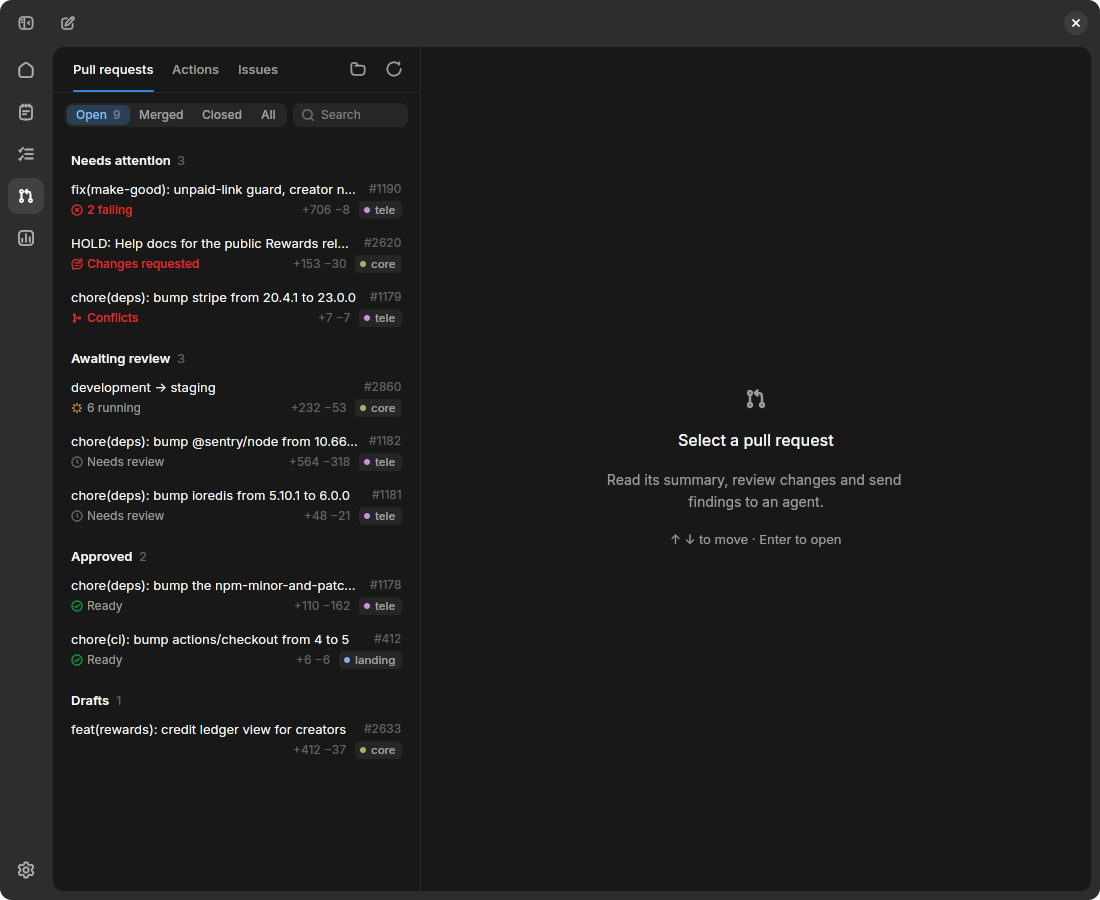 Pull requests Actions Issues
Open 9 Merged Closed All Search
Needs attention 3
fix(make-good): unpaid-link guard, creator n... #1190
2 failing +706 −8 tele
HOLD: Help docs for the public Rewards rel... #2620
Changes requested +153 −30 core
chore(deps): bump stripe from 20.4.1 to 23.0.0 #1179
Conflicts +7 −7 tele
Awaiting review 3
development → staging #2860
6 running +232 −53 core
chore(deps): bump @sentry/node from 10.66... #1182
Needs review +564 −318 tele
chore(deps): bump ioredis from 5.10.1 to 6.0.0 #1181
Needs review +48 −21 tele
Approved 2
chore(deps): bump the npm-minor-and-patc... #1178
Ready +110 −162 tele
chore(ci): bump actions/checkout from 4 to 5 #412
Ready +6 −6 landing
Drafts 1
feat(rewards): credit ledger view for creators #2633
+412 −37 core
Select a pull request
Read its summary, review changes and send
findings to an agent.
↑ ↓ to move · Enter to open